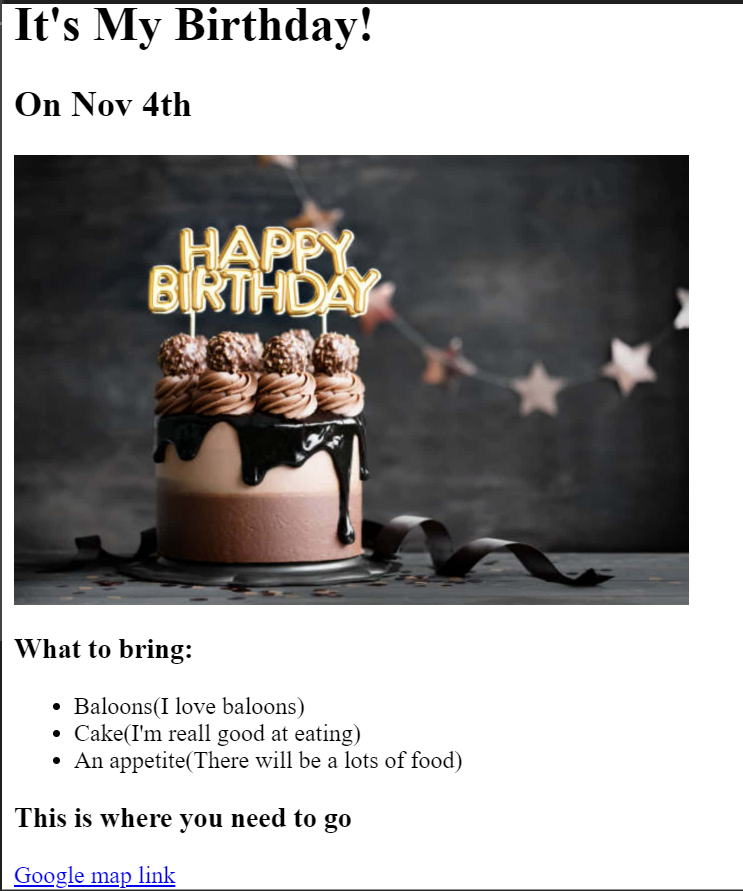 It's My Birthday!
On Nov 4th
HAPPY
BIRTHDAY
What to bring:
Baloons(I love baloons)
Cake(I'm reall good at eating)
An appetite(There will be a lots of food)
This is where you need to go
Google map link